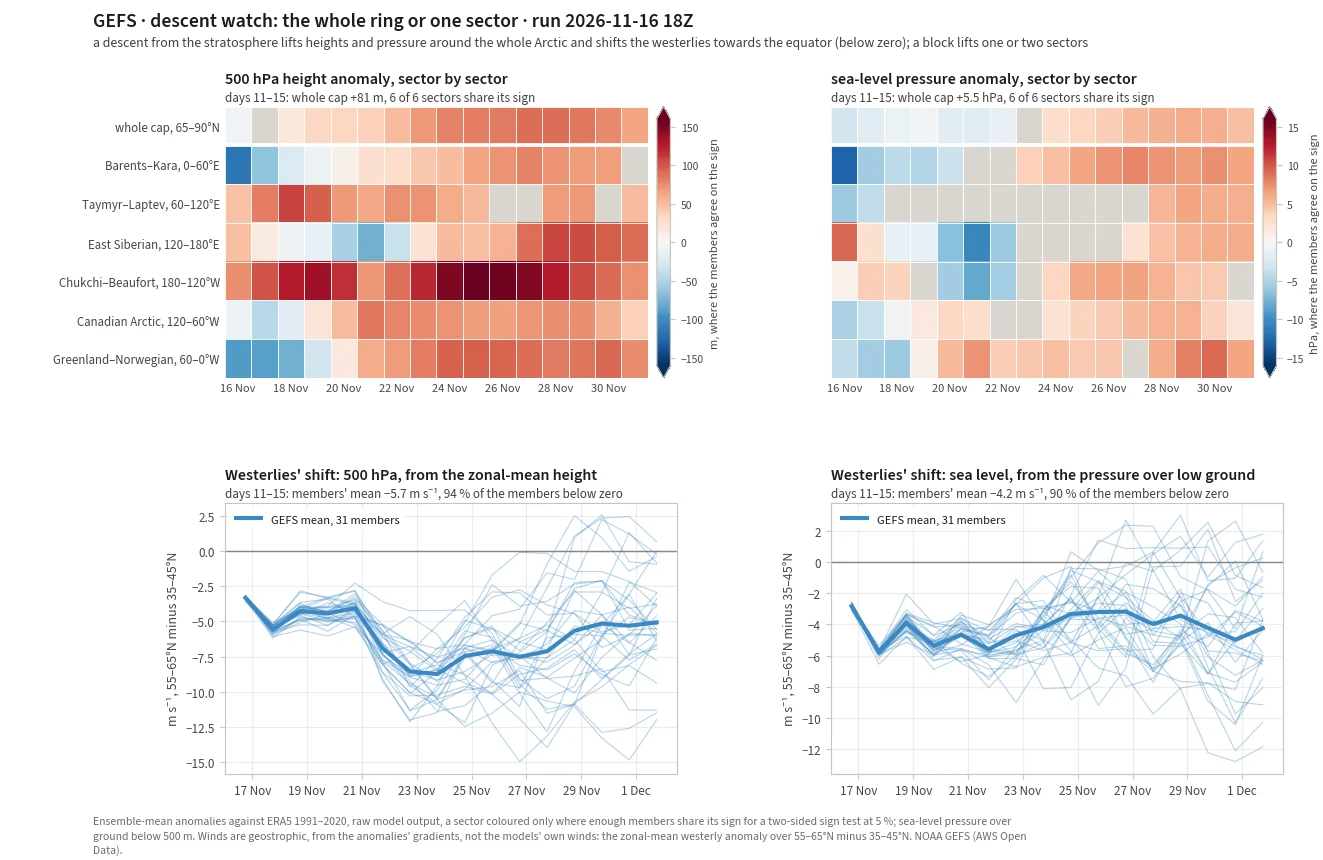 GEFS · descent watch: the whole ring or one sector · run 2026-11-16 18Z
a descent from the stratosphere lifts heights and pressure around the whole Arctic and shifts the westerlies towards the equator (below zero); a block lifts one or two sectors
500 hPa height anomaly, sector by sector
days 11–15: whole cap +81 m, 6 of 6 sectors share its sign
whole cap, 65–90°N
Barents–Kara, 0–60°E
Taymyr–Laptev, 60–120°E
East Siberian, 120–180°E
Chukchi–Beaufort, 180–120°W
Canadian Arctic, 120–60°W
Greenland–Norwegian, 60–0°W
16 Nov 18 Nov 20 Nov 22 Nov 24 Nov 26 Nov 28 Nov 30 Nov
150
100
50
0
−50
−100
−150
m, where the members agree on the sign
sea-level pressure anomaly, sector by sector
days 11–15: whole cap +5.5 hPa, 6 of 6 sectors share its sign
16 Nov 18 Nov 20 Nov 22 Nov 24 Nov 26 Nov 28 Nov 30 Nov
15
10
5
0
−5
−10
−15
hPa, where the members agree on the sign
Westerlies' shift: 500 hPa, from the zonal-mean height
days 11–15: members' mean −5.7 m s⁻¹, 94 % of the members below zero
GEFS mean, 31 members
m s⁻¹, 55–65°N minus 35–45°N
2.5
0.0
−2.5
−5.0
−7.5
−10.0
−12.5
−15.0
17 Nov 19 Nov 21 Nov 23 Nov 25 Nov 27 Nov 29 Nov 1 Dec
Westerlies' shift: sea level, from the pressure over low ground
days 11–15: members' mean −4.2 m s⁻¹, 90 % of the members below zero
GEFS mean, 31 members
m s⁻¹, 55–65°N minus 35–45°N
2
0
−2
−4
−6
−8
−10
−12
17 Nov 19 Nov 21 Nov 23 Nov 25 Nov 27 Nov 29 Nov 1 Dec
Ensemble-mean anomalies against ERA5 1991–2020, raw model output, a sector coloured only where enough members share its sign for a two-sided sign test at 5 %; sea-level pressure over
ground below 500 m. Winds are geostrophic, from the anomalies' gradients, not the models' own winds: the zonal-mean westerly anomaly over 55–65°N minus 35–45°N. NOAA GEFS (AWS Open
Data).